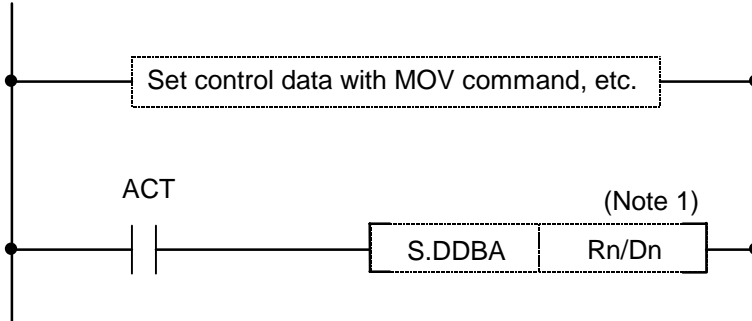 Set control data with MOV command, etc.
ACT
(Note 1)
S.DDBA Rn/Dn